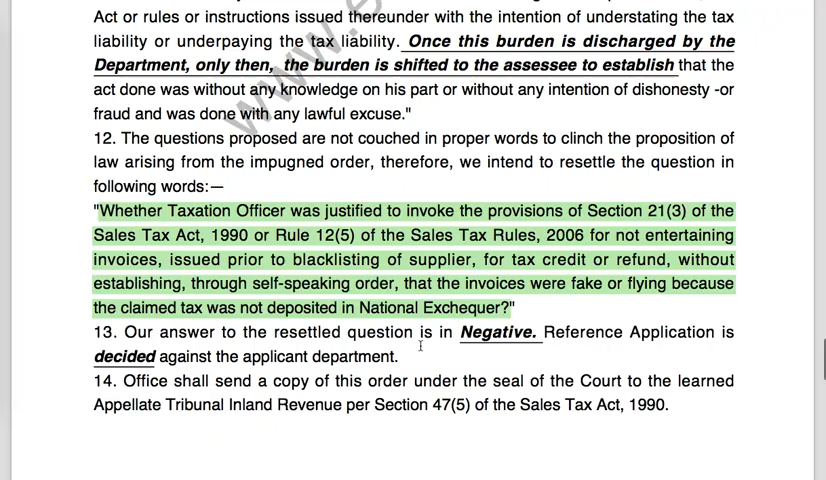 Act or rules or instructions issued thereunder with the intention of understating the tax
liability or underpaying the tax liability. Once this burden is discharged by the
Department, only then, the burden is shifted to the assessee to establish that the
act done was without any knowledge on his part or without any intention of dishonesty -or
fraud and was done with any lawful excuse."
12. The questions proposed are not couched in proper words to clinch the proposition of
law arising from the impugned order, therefore, we intend to resettle the question in
following words:—
"Whether Taxation Officer was justified to invoke the provisions of Section 21(3) of the
Sales Tax Act, 1990 or Rule 12(5) of the Sales Tax Rules, 2006 for not entertaining
invoices, issued prior to blacklisting of supplier, for tax credit or refund, without
establishing, through self-speaking order, that the invoices were fake or flying because
the claimed tax was not deposited in National Exchequer?"
13. Our answer to the resettled question is in Negative. Reference Application is
decided against the applicant department.
14. Office shall send a copy of this order under the seal of the Court to the learned
Appellate Tribunal Inland Revenue per Section 47(5) of the Sales Tax Act, 1990.